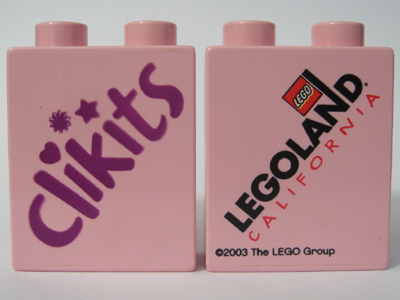 clikits
LEGO
LEGOLAND®
CALIFORNIA
©2003 The LEGO Group